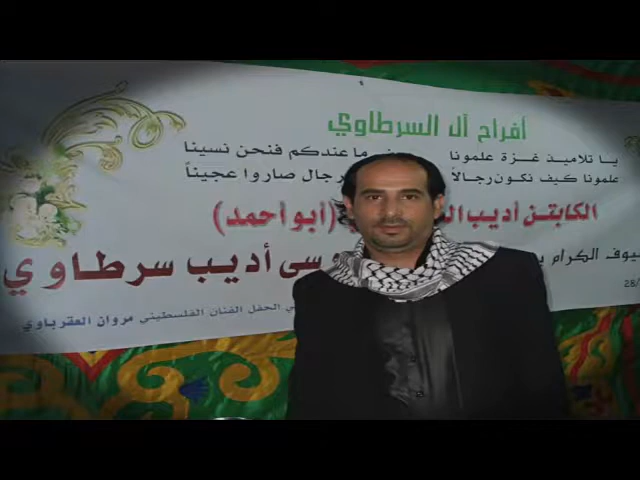 أفراح آل السرطاوي
يا تلاميذ غزة علمونا ما عندكم فنحن نسينا
علمونا كيف نكون رجالاً رجال صاروا عجيناً
الكابتن أديب (أبو أحمد)
الكرام سى أديب سرطاوي
الحفل الفنان الفلسطيني مروان العقرباوي
28/